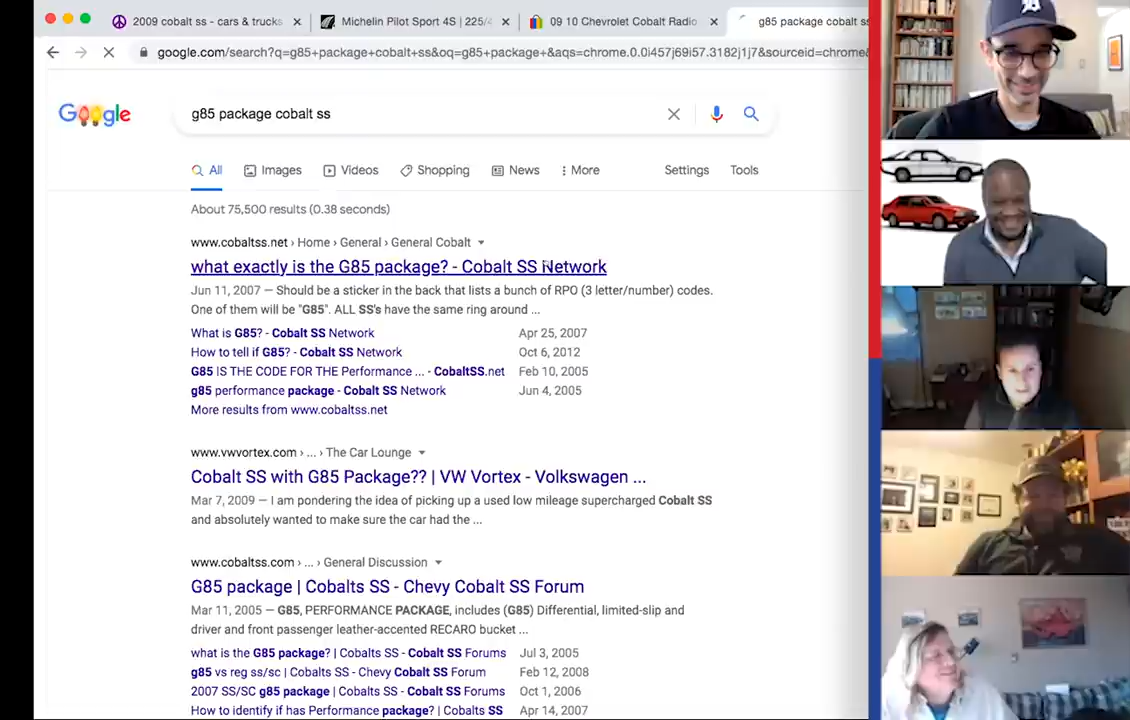 2009 cobalt ss - cars & trucks
Michelin Pilot Sport 4S | 225/4
09 10 Chevrolet Cobalt Radio
g85 package cobalt ss
google.com/search?q=g85+package+cobalt+ss&oq=g85+package+&aqs=chrome.0.0i457j69i57.3182j1j7&sourceid=chrome&
Google
g85 package cobalt ss
All
Images
Videos
Shopping
News
More
Settings
Tools
About 75,500 results (0.38 seconds)
www.cobaltss.net › Home › General › General Cobalt
what exactly is the G85 package? - Cobalt SS Network
Jun 11, 2007 — Should be a sticker in the back that lists a bunch of RPO (3 letter/number) codes.
One of them will be "G85". ALL SS's have the same ring around ...
What is G85? - Cobalt SS Network Apr 25, 2007
How to tell if G85? - Cobalt SS Network Oct 6, 2012
G85 IS THE CODE FOR THE Performance ... - CobaltSS.net Feb 10, 2005
g85 performance package - Cobalt SS Network Jun 4, 2005
More results from www.cobaltss.net
www.vwvortex.com › ... › The Car Lounge
Cobalt SS with G85 Package?? | VW Vortex - Volkswagen ...
Mar 7, 2009 — I am pondering the idea of picking up a used low mileage supercharged Cobalt SS
and absolutely wanted to make sure the car had the ...
www.cobaltss.com › ... › General Discussion
G85 package | Cobalts SS - Chevy Cobalt SS Forum
Mar 11, 2005 — G85, PERFORMANCE PACKAGE, includes (G85) Differential, limited-slip and
driver and front passenger leather-accented RECARO bucket ...
what is the G85 package? | Cobalts SS - Cobalt SS Forums Jul 3, 2005
g85 vs reg ss/sc | Cobalts SS - Chevy Cobalt SS Forum Feb 12, 2008
2007 SS/SC g85 package | Cobalts SS - Cobalt SS Forums Oct 1, 2006
How to identify if has Performance package? | Cobalts SS Apr 14, 2007